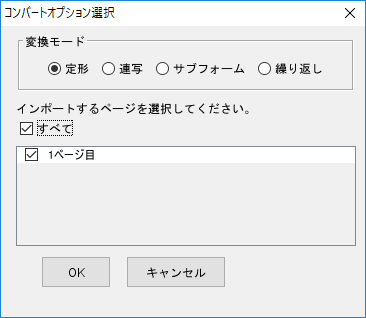 コンバートオプション選択
変換モード
定形 連写 サブフォーム 繰り返し
インポートするページを選択してください。
すべて
1ページ目
OK キャンセル